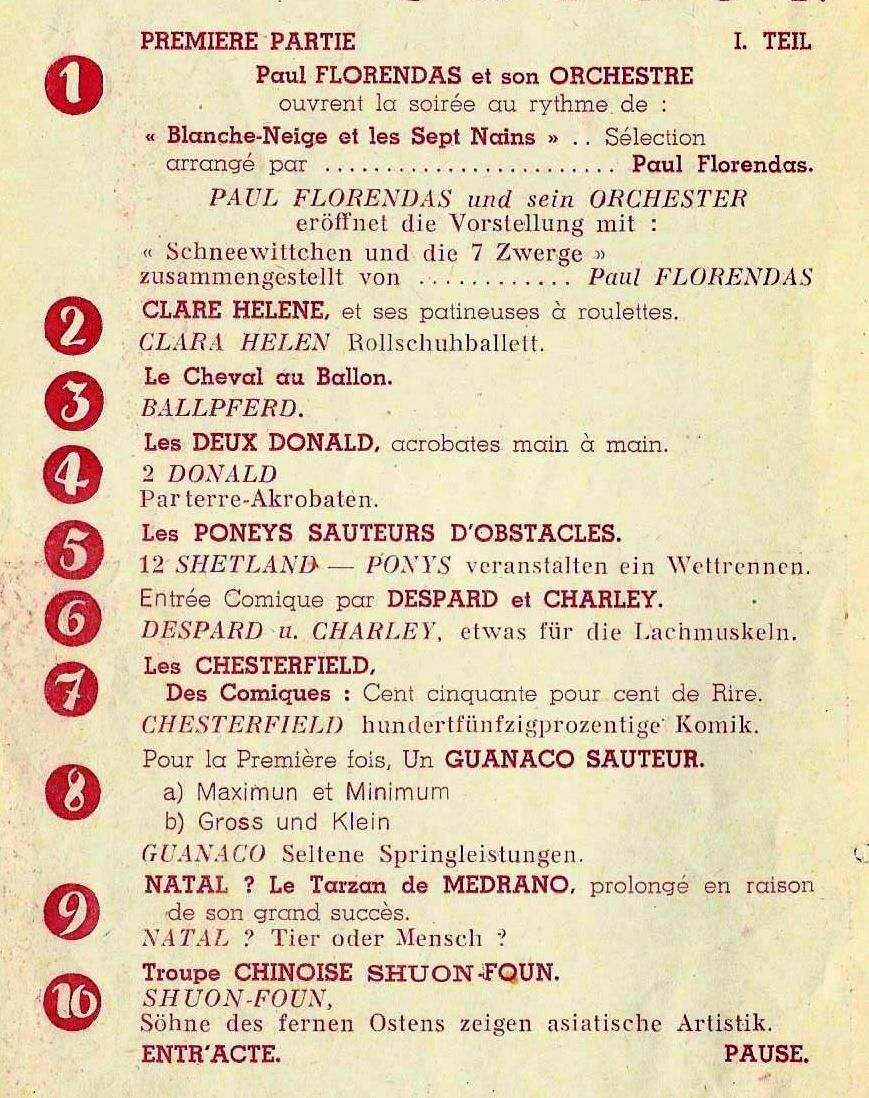 PREMIERE PARTIE I. TEIL
1 Paul FLORENDAS et son ORCHESTRE
ouvrent la soirée au rythme de :
« Blanche-Neige et les Sept Nains » .. Sélection
arrangé par ........................ Paul Florendas.
PAUL FLORENDAS und sein ORCHESTER
eröffnet die Vorstellung mit :
« Schneewittchen und die 7 Zwerge »
zusammengestellt von ............ Paul FLORENDAS
2 CLARE HELENE, et ses patineuses à roulettes.
CLARA HELEN Rollschuhballett.
3 Le Cheval au Ballon.
BALLPFERD.
4 Les DEUX DONALD, acrobates main à main.
2 DONALD
Parterre-Akrobaten.
5 Les PONEYS SAUTEURS D'OBSTACLES.
12 SHETLAND — PONYS veranstalten ein Wettrennen.
6 Entrée Comique par DESPARD et CHARLEY.
DESPARD u. CHARLEY, etwas für die Lachmuskeln.
7 Les CHESTERFIELD,
Des Comiques : Cent cinquante pour cent de Rire.
CHESTERFIELD hundertfünfzigprozentige Komik.
8 Pour la Première fois, Un GUANACO SAUTEUR.
a) Maximun et Minimum
b) Gross und Klein
GUANACO Seltene Springleistungen.
9 NATAL ? Le Tarzan de MEDRANO, prolongé en raison
de son grand succès.
NATAL ? Tier oder Mensch ?
10 Troupe CHINOISE SHUON-FOUN.
SHUON-FOUN,
Söhne des fernen Ostens zeigen asiatische Artistik.
ENTR'ACTE. PAUSE.